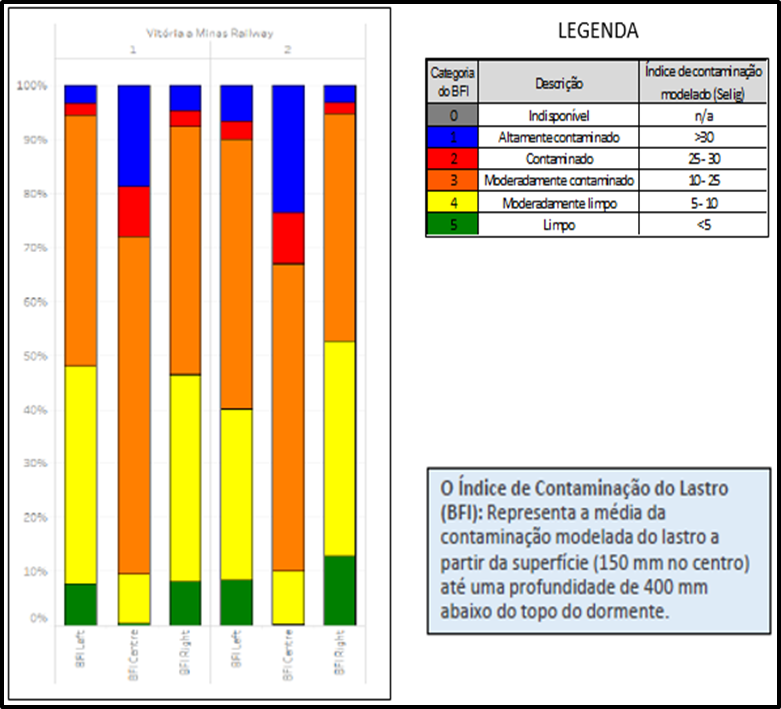 Vitória a Minas Railway
1 2
100%
90%
80%
70%
60%
50%
40%
30%
20%
10%
0%
BFI Left
BFI Centre
BFI Right
BFI Left
BFI Centre
BFI Right
LEGENDA
Categoria do BFI Descrição Índice de contaminação modelado (Selig)
0 Indisponível n/a
1 Altamente contaminado >30
2 Contaminado 25 - 30
3 Moderadamente contaminado 10 - 25
4 Moderadamente limpo 5 - 10
5 Limpo <5
O Índice de Contaminação do Lastro
(BFI): Representa a média da
contaminação modelada do lastro a
partir da superfície (150 mm no centro)
até uma profundidade de 400 mm
abaixo do topo do dormente.